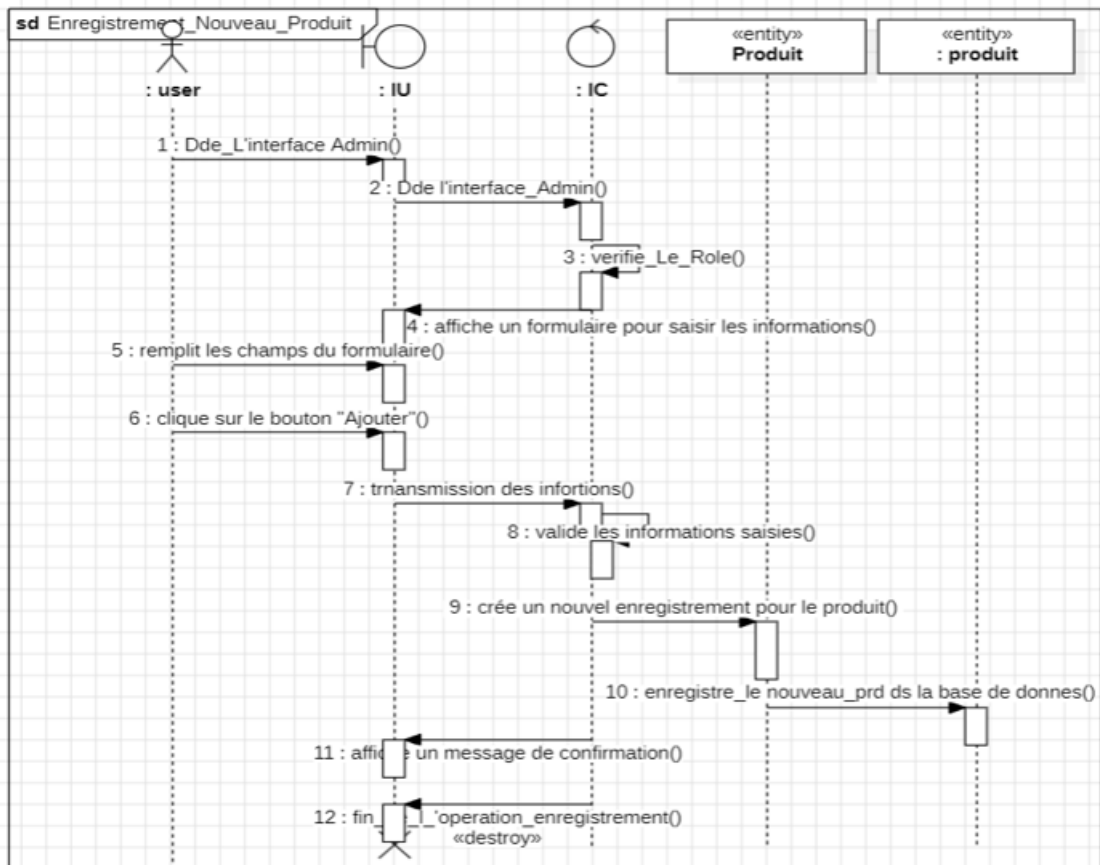 sd Enregistrement_Nouveau_Produit
«entity»
Produit
«entity»
: produit
: user
: IU
: IC
1 : Dde_L'interface Admin()
2 : Dde l'interface_Admin()
3 : verifie_Le_Role()
4 : affiche un formulaire pour saisir les informations()
5 : remplit les champs du formulaire()
6 : clique sur le bouton "Ajouter"()
7 : trnansmission des infortions()
8 : valide les informations saisies()
9 : crée un nouvel enregistrement pour le produit()
10 : enregistre_le nouveau_prd ds la base de donnes()
11 : affiche un message de confirmation()
12 : fin_ l_'operation_enregistrement()
«destroy»